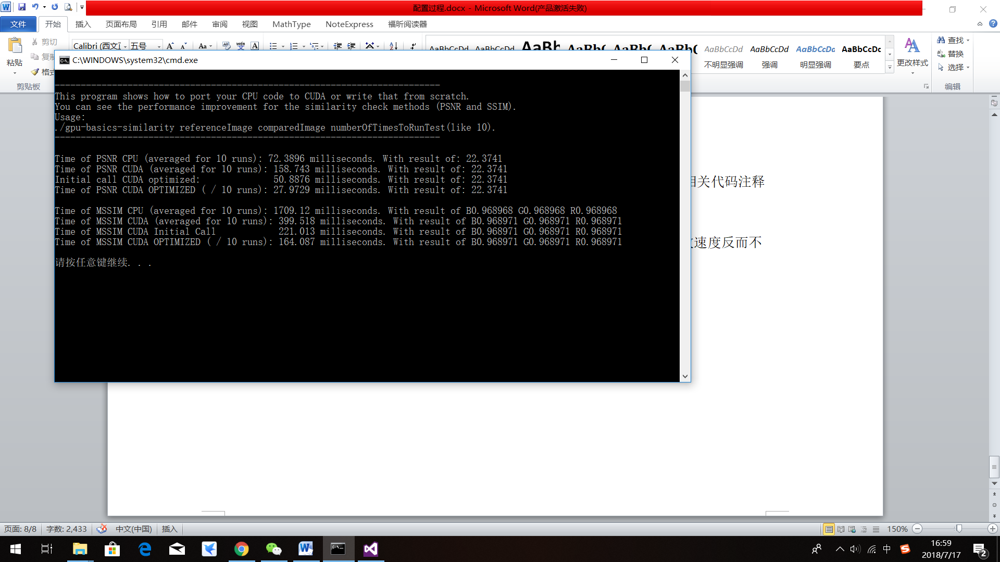 配置过程.docx - Microsoft Word(产品激活失败)
文件 开始 插入 页面布局 引用 邮件 审阅 视图 MathType NoteExpress 福昕阅读器
剪切
Calibri (西文正 五号
粘贴
剪贴板
AaBbCcDd AaBbCcDd AaBbCcDd AaBbCcDc
不明显强调 强调 明显强调 要点
更改样式
查找
替换
选择
编辑
C:\WINDOWS\system32\cmd.exe
--------------------------------------------------------------------------
This program shows how to port your CPU code to CUDA or write that from scratch.
You can see the performance improvement for the similarity check methods (PSNR and SSIM).
Usage:
./gpu-basics-similarity referenceImage comparedImage numberOfTimesToRunTest(like 10).
--------------------------------------------------------------------------
Time of PSNR CPU (averaged for 10 runs): 72.3896 milliseconds. With result of: 22.3741
Time of PSNR CUDA (averaged for 10 runs): 158.743 milliseconds. With result of: 22.3741
Initial call CUDA optimized: 50.8876 milliseconds. With result of: 22.3741
Time of PSNR CUDA OPTIMIZED ( / 10 runs): 27.9729 milliseconds. With result of: 22.3741
Time of MSSIM CPU (averaged for 10 runs): 1709.12 milliseconds. With result of B0.968968 G0.968968 R0.968968
Time of MSSIM CUDA (averaged for 10 runs): 399.518 milliseconds. With result of B0.968971 G0.968971 R0.968971
Time of MSSIM CUDA Initial Call 221.013 milliseconds. With result of B0.968971 G0.968971 R0.968971
Time of MSSIM CUDA OPTIMIZED ( / 10 runs): 164.087 milliseconds. With result of B0.968971 G0.968971 R0.968971
请按任意键继续. . .
相关代码注释
速度反而不
页面: 8/8 字数: 2,433 中文(中国) 插入 150%
中
16:59
2018/7/17
2